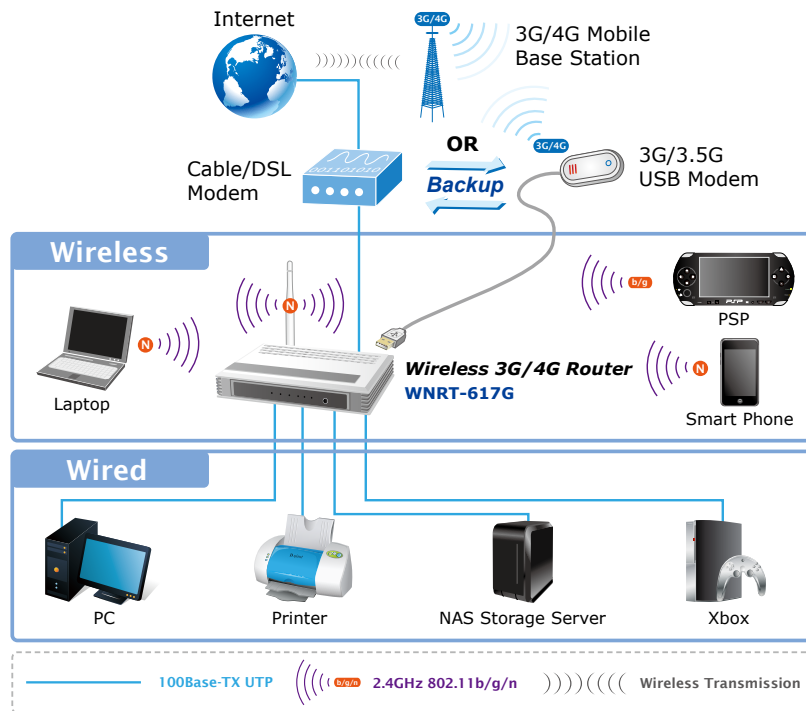 Internet
3G/4G
3G/4G Mobile
Base Station
OR
Backup
3G/4G
3G/3.5G
USB Modem
Cable/DSL
Modem
001101010
Wireless
N
N
b/g
PSP
PSP
Laptop
Wireless 3G/4G Router
WNRT-617G
N
Smart Phone
Wired
PC
Printer
NAS Storage Server
Xbox
100Base-TX UTP
b/g/n
2.4GHz 802.11b/g/n
Wireless Transmission